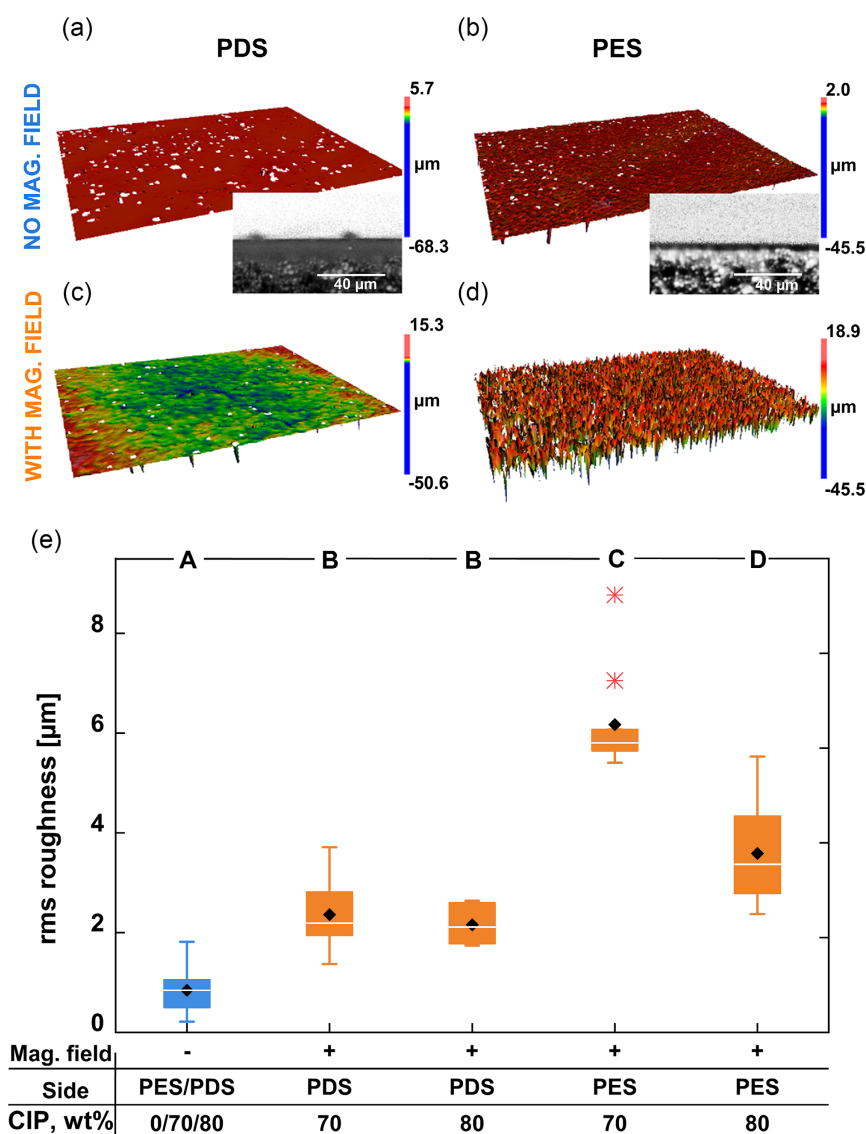 (a)
PDS
(b)
PES
NO MAG. FIELD
5.7
µm
-68.3
2.0
µm
-45.5
40 µm
40 µm
WITH MAG. FIELD
(c)
15.3
µm
-50.6
(d)
18.9
µm
-45.5
(e)
A B B C D
rms roughness [µm]
8
6
4
2
0
Mag. field - + + + +
Side PES/PDS PDS PDS PES PES
CIP, wt% 0/70/80 70 80 70 80